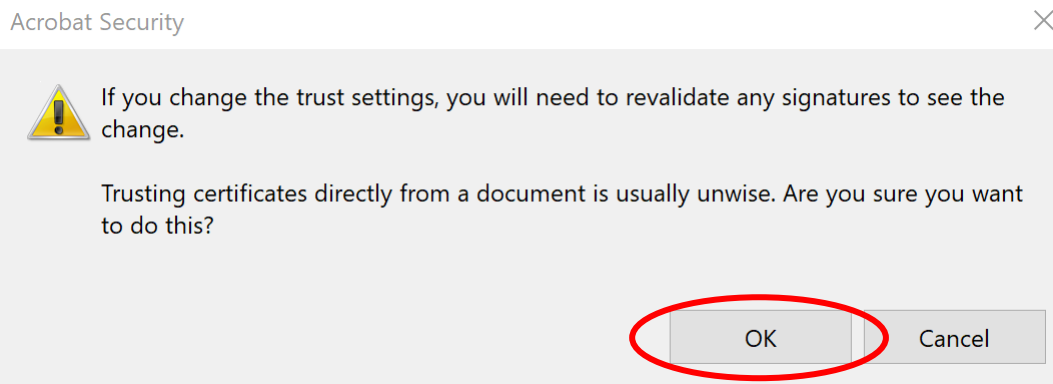 Acrobat Security
If you change the trust settings, you will need to revalidate any signatures to see the
change.
Trusting certificates directly from a document is usually unwise. Are you sure you want
to do this?
OK
Cancel